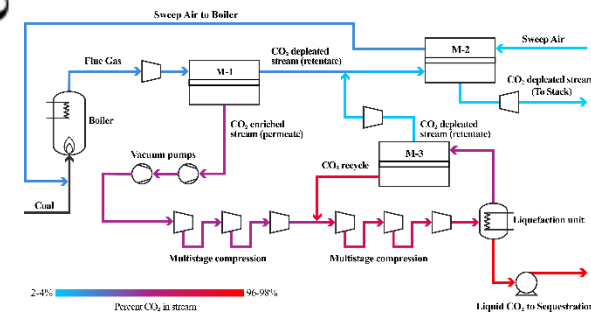 Sweep Air to Boiler
Flue Gas
CO₂ depleted
stream (retentate)
M-1
M-2
Sweep Air
CO₂ depleted stream
(To Stack)
Boiler
CO₂ enriched
stream (permeate)
CO₂ depleted
stream (retentate)
Vacuum pumps
CO₂ recycle
M-3
Coal
Liquefaction unit
Multistage compression
Multistage compression
2-4%
96-98%
Percent CO₂ in stream
Liquid CO₂ to Sequestration